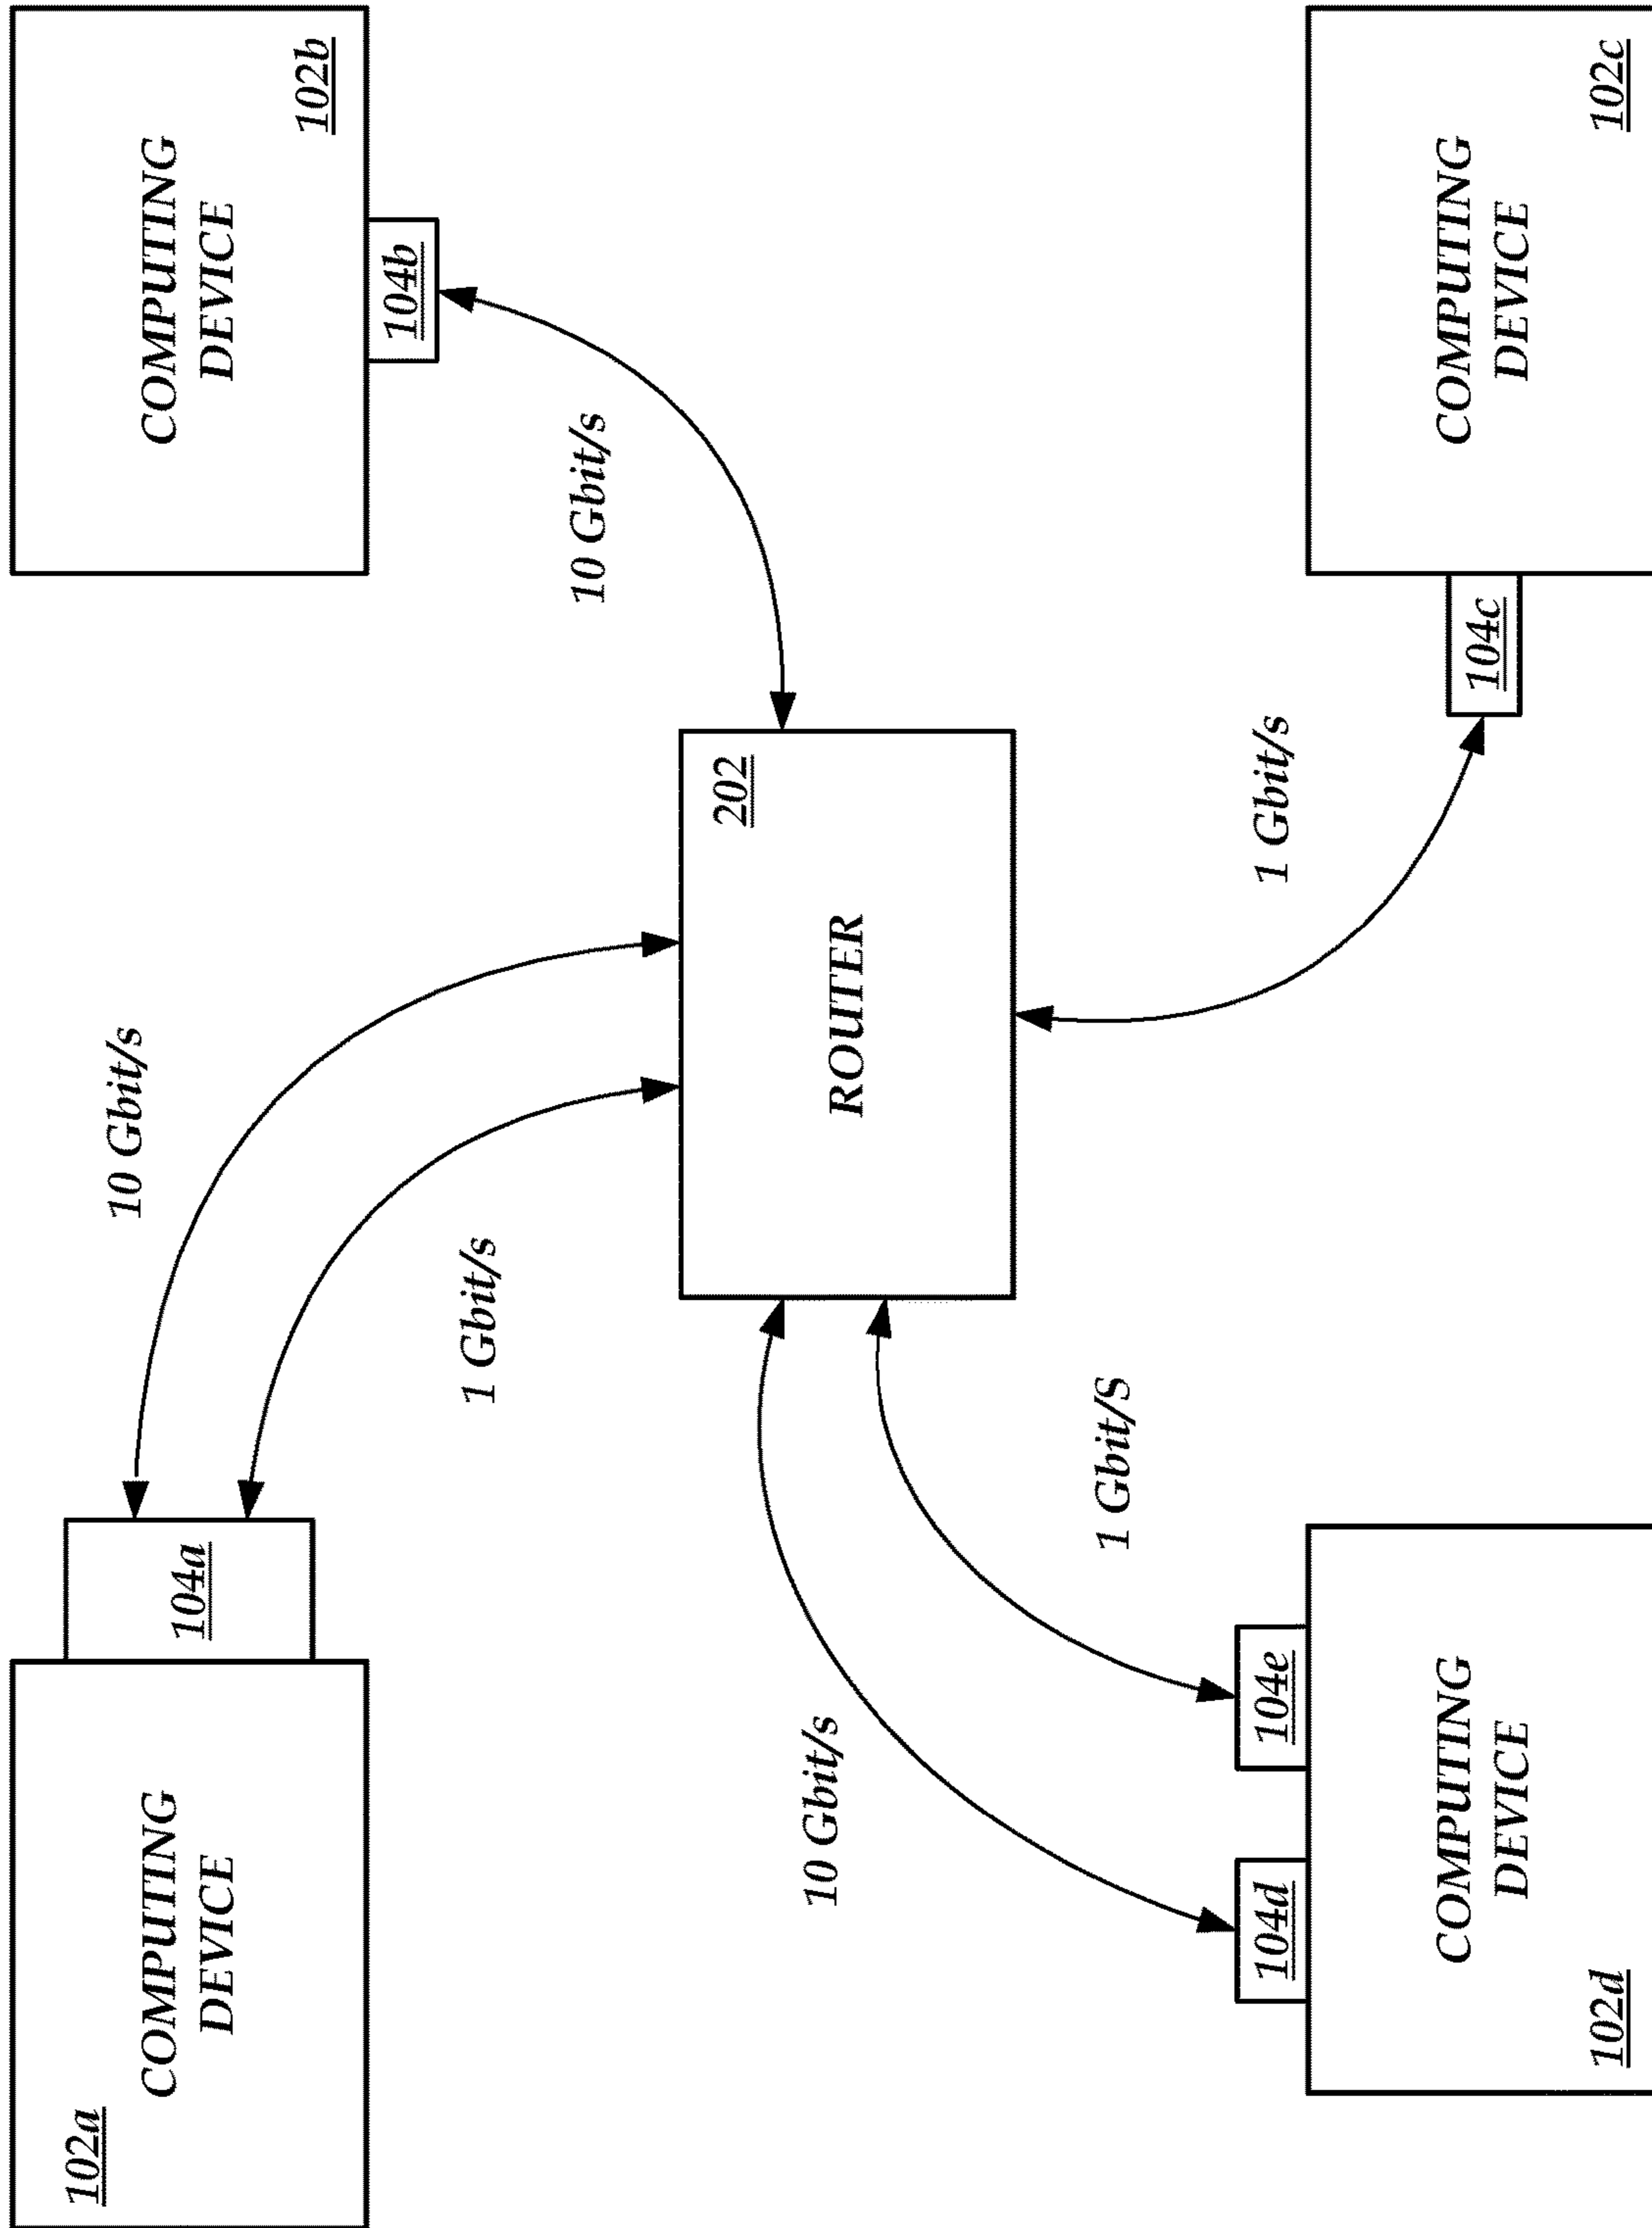 102a
COMPUTING
DEVICE
104a
10 Gbit/s
1 Gbit/s
102b
COMPUTING
DEVICE
104b
10 Gbit/s
202
ROUTER
10 Gbit/s
1 Gbit/S
104d
104e
COMPUTING
DEVICE
102d
1 Gbit/s
104c
COMPUTING
DEVICE
102c